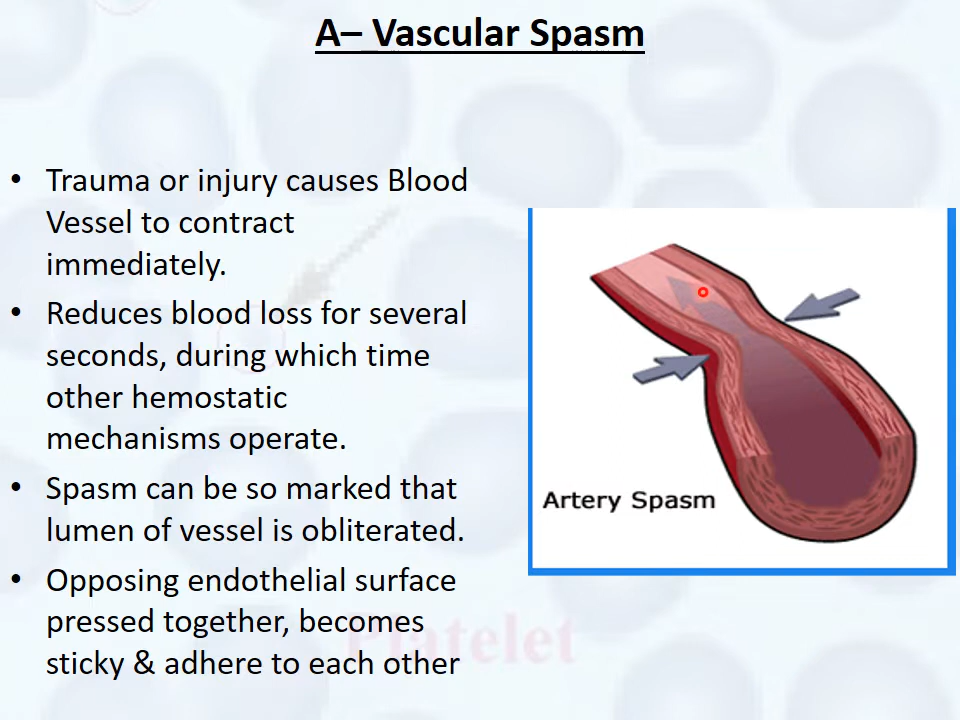 A– Vascular Spasm
• Trauma or injury causes Blood
Vessel to contract
immediately.
• Reduces blood loss for several
seconds, during which time
other hemostatic
mechanisms operate.
• Spasm can be so marked that
lumen of vessel is obliterated.
• Opposing endothelial surface
pressed together, becomes
sticky & adhere to each other
Artery Spasm
Platelet